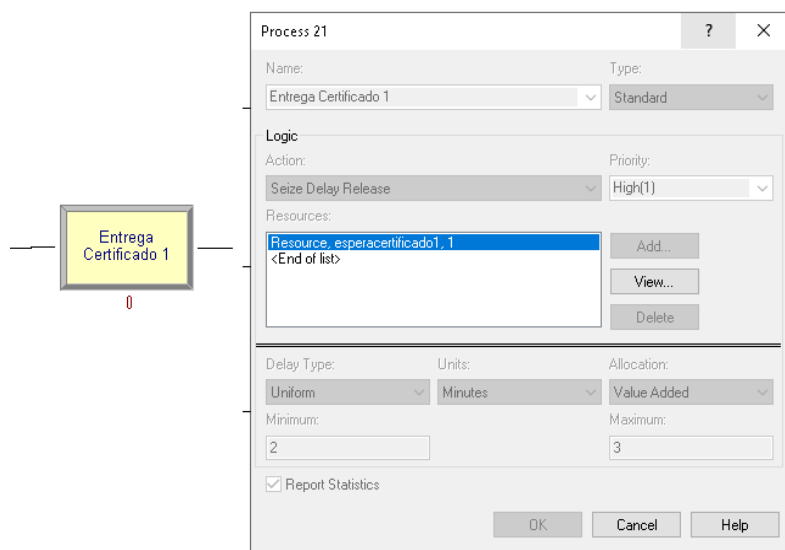 Process 21
?
Name:
Type:
Entrega Certificado 1
Standard
Logic
Action:
Priority:
Seize Delay Release
High(1)
Resources:
Resource, esperacertificado1, 1
<End of list>
Add...
View...
Delete
Delay Type:
Units:
Allocation:
Uniform
Minutes
Value Added
Minimum:
Maximum:
2
3
Report Statistics
OK
Cancel
Help
Entrega
Certificado 1
0